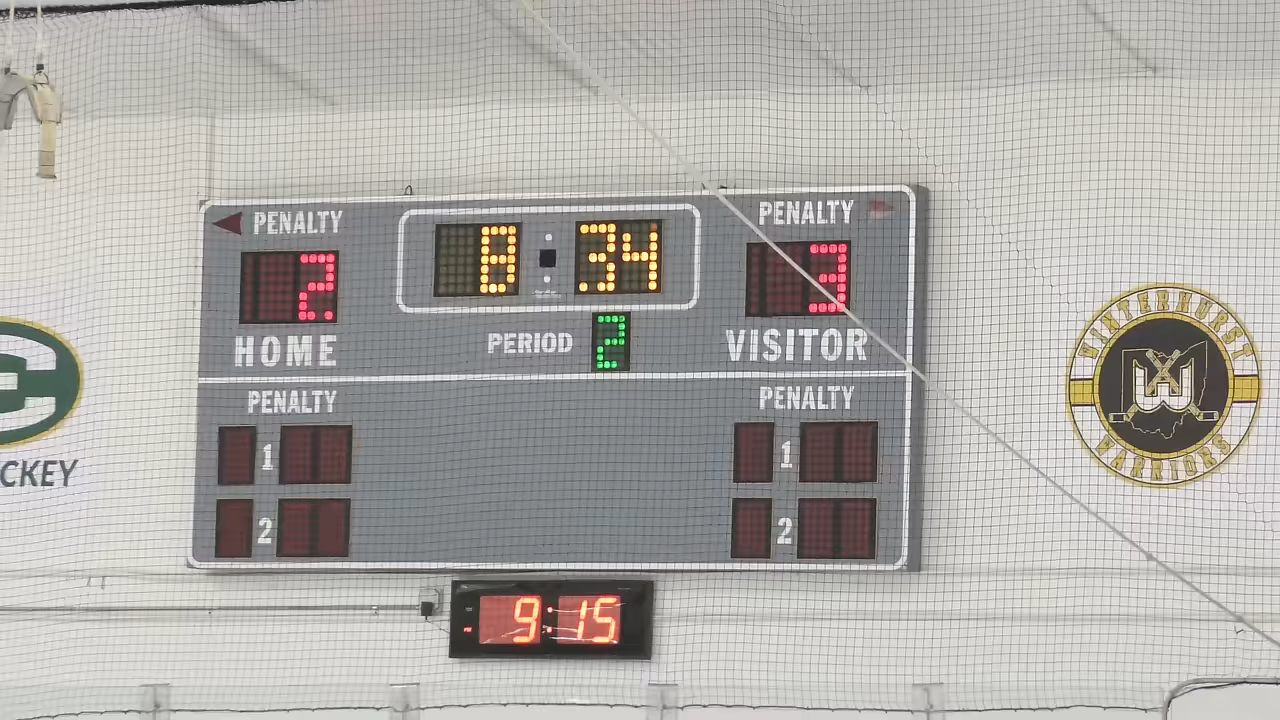 PENALTY
8:34
PENALTY
2
3
HOME
PERIOD 2
VISITOR
PENALTY
PENALTY
1
1
2
2
CKEY
WINTERHURST
W
WARRIORS
9:15